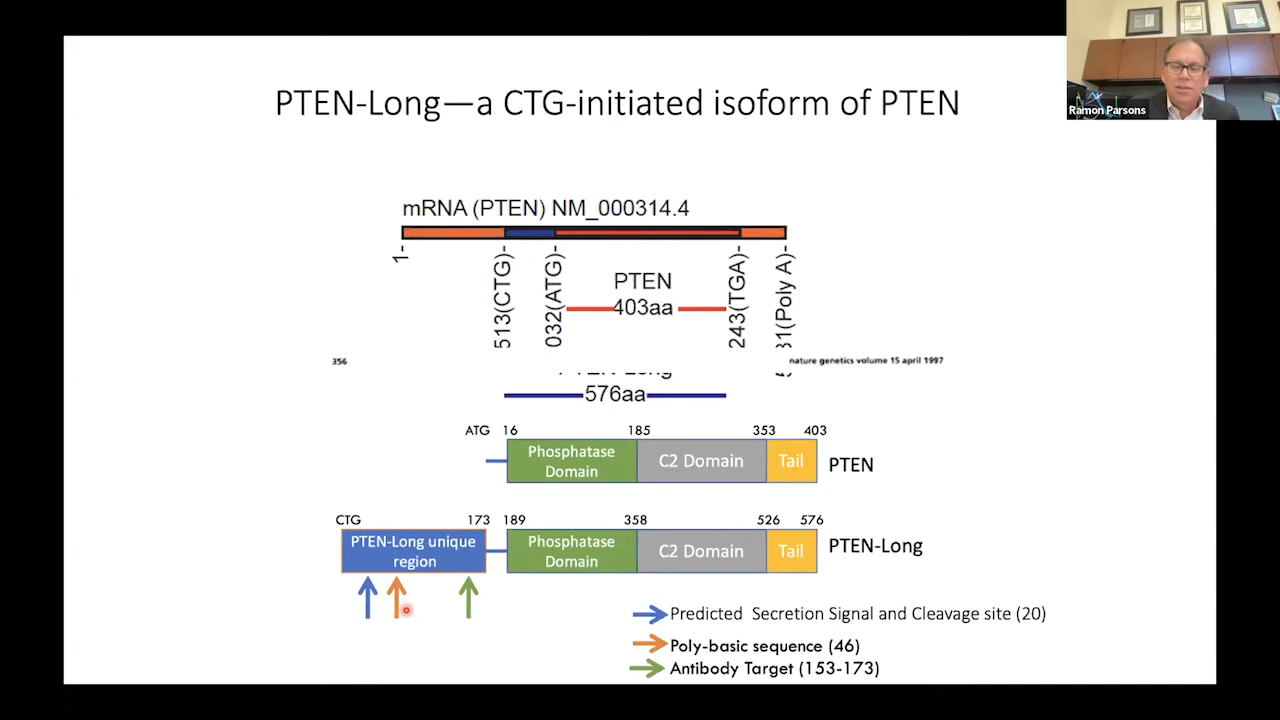 Ramon Parsons
PTEN-Long—a CTG-initiated isoform of PTEN
mRNA (PTEN) NM_000314.4
1-
513(CTG)-
032(ATG)-
243(TGA)-
31(Poly A)-
PTEN
403aa
356
nature genetics volume 15 april 1997
576aa
ATG 16 185 353 403
Phosphatase
Domain
C2 Domain
Tail
PTEN
CTG 173 189 358 526 576
PTEN-Long unique
region
Phosphatase
Domain
C2 Domain
Tail
PTEN-Long
Predicted Secretion Signal and Cleavage site (20)
Poly-basic sequence (46)
Antibody Target (153-173)